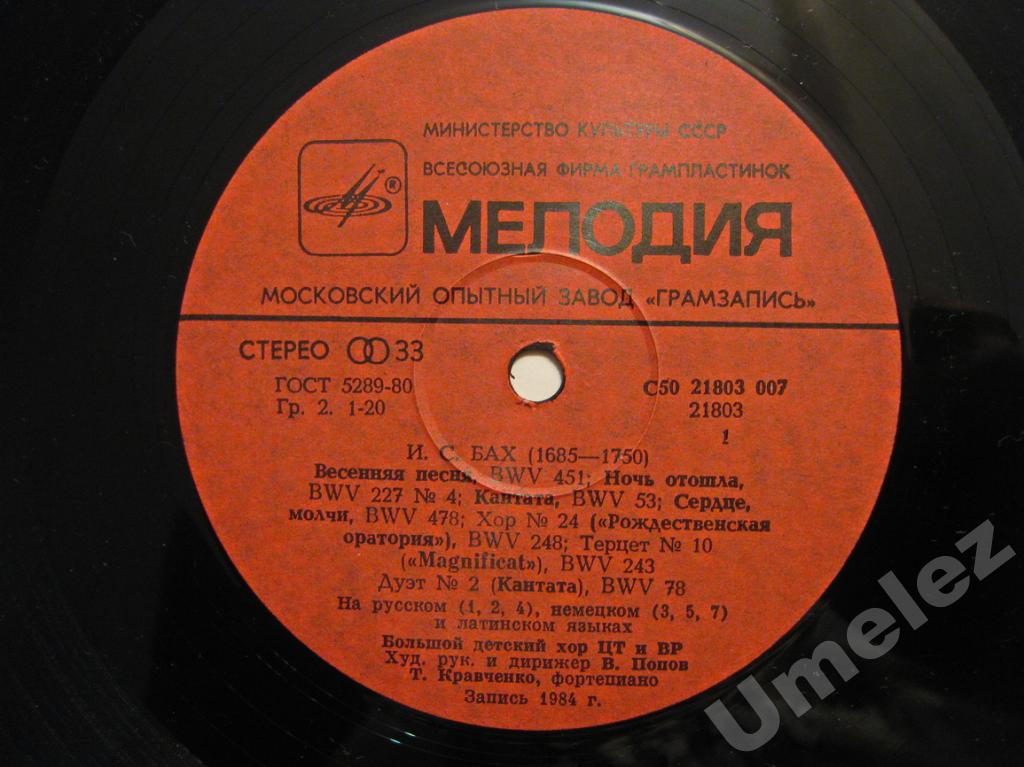 МИНИСТЕРСТВО КУЛЬТУРЫ СССР
ВСЕСОЮЗНАЯ ФИРМА ГРАМПЛАСТИНОК
®
МЕЛОДИЯ
МОСКОВСКИЙ ОПЫТНЫЙ ЗАВОД «ГРАМЗАПИСЬ»
СТЕРЕО 33
ГОСТ 5289-80
Гр. 2. 1-20
С50 21803 007
21803
1
И. С. БАХ (1685—1750)
Весенняя песня, BWV 451; Ночь отошла,
BWV 227 № 4; Кантата, BWV 53; Сердце,
молчи, BWV 478; Хор № 24 («Рождественская
оратория»), BWV 248; Терцет № 10
(«Magnificat»), BWV 243
Дуэт № 2 (Кантата), BWV 78
На русском (1, 2, 4), немецком (3, 5, 7)
и латинском языках
Большой детский хор ЦТ и ВР
Худ. рук. и дирижер В. Попов
Т. Кравченко, фортепиано
Запись 1984 г.
Umelez